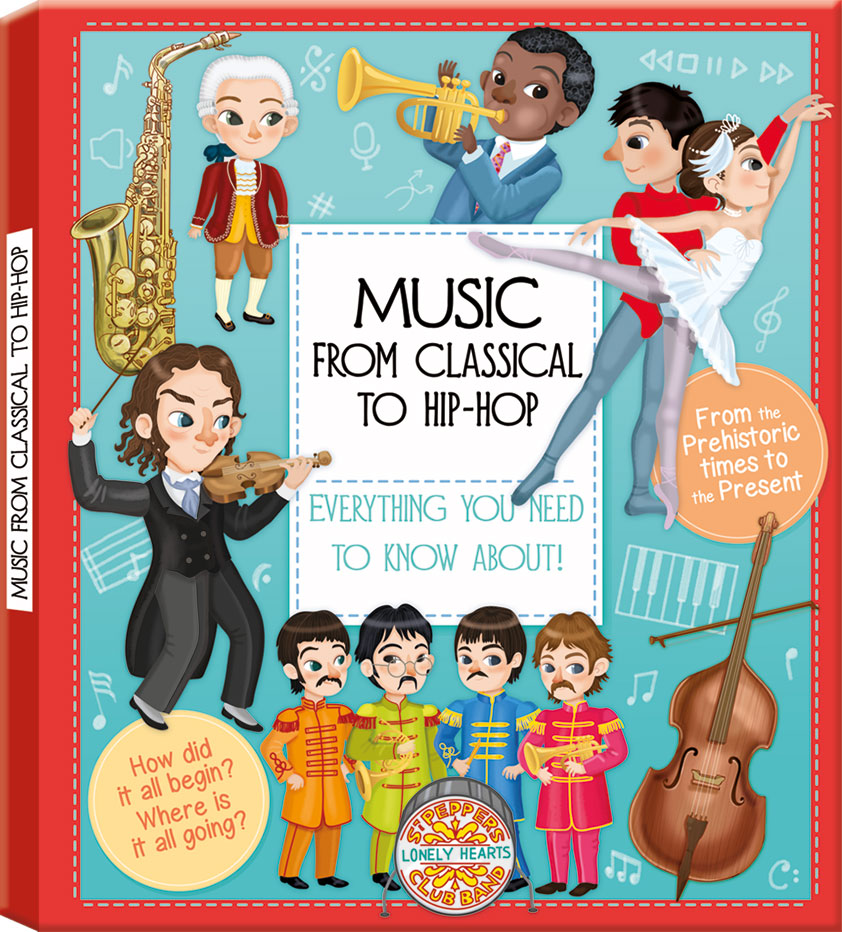 MUSIC FROM CLASSICAL TO HIP-HOP
MUSIC
FROM CLASSICAL
TO HIP-HOP
EVERYTHING YOU NEED
TO KNOW ABOUT!
From the
Prehistoric
times to
the Present
How did
it all begin?
Where is
it all going?
ST PEPPERS
LONELY HEARTS
CLUB BAND